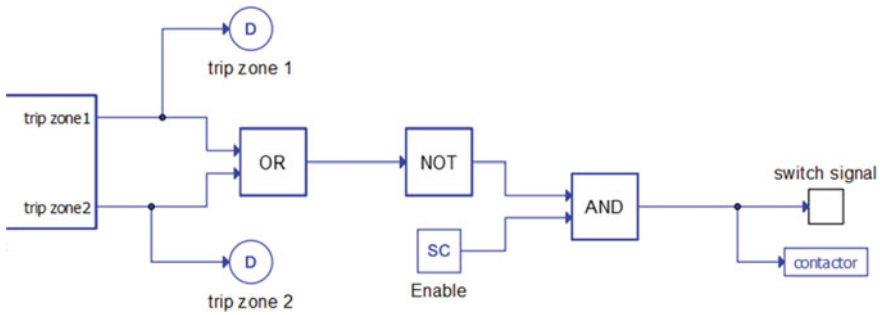 D
trip zone 1
trip zone1
OR
NOT
switch signal
trip zone2
AND
SC
contactor
D
Enable
trip zone 2